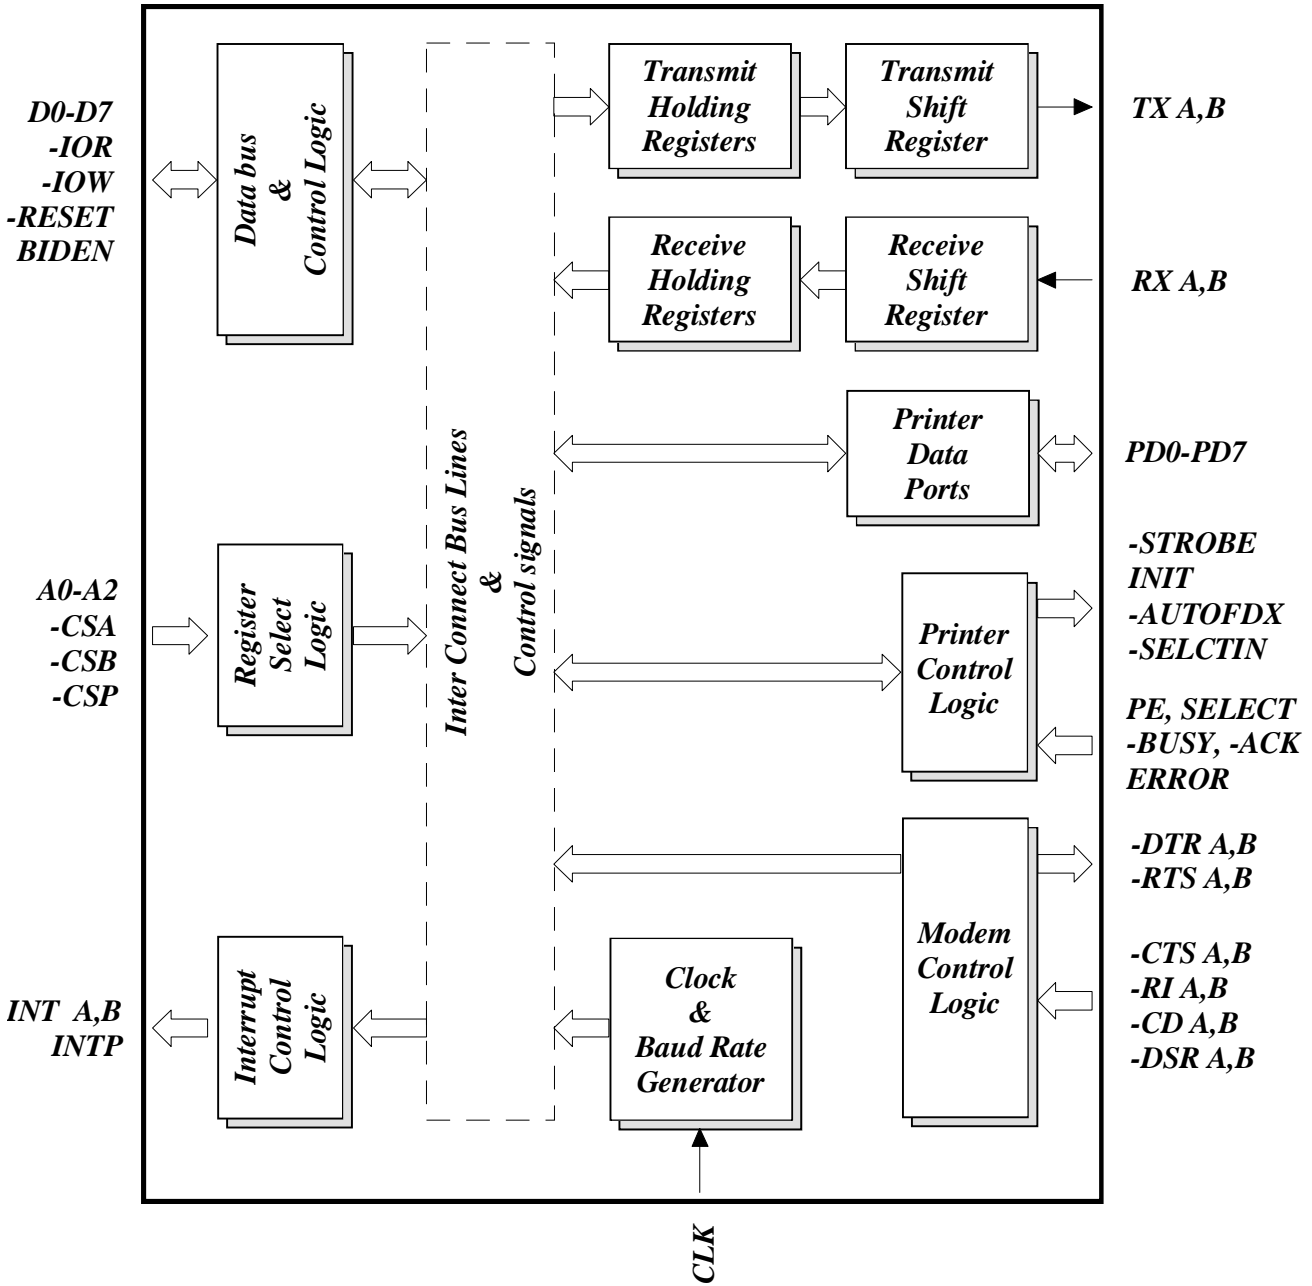 D0-D7
-IOR
-IOW
-RESET
BIDEN
Data bus
&
Control Logic
A0-A2
-CSA
-CSB
-CSP
Register
Select
Logic
INT A,B
INTP
Interrupt
Control
Logic
Inter Connect Bus Lines
&
Control signals
Transmit
Holding
Registers
Transmit
Shift
Register
TX A,B
Receive
Holding
Registers
Receive
Shift
Register
RX A,B
Printer
Data
Ports
PD0-PD7
Printer
Control
Logic
-STROBE
INIT
-AUTOFDX
-SELCTIN
PE, SELECT
-BUSY, -ACK
ERROR
Modem
Control
Logic
-DTR A,B
-RTS A,B
-CTS A,B
-RI A,B
-CD A,B
-DSR A,B
Clock
&
Baud Rate
Generator
CLK